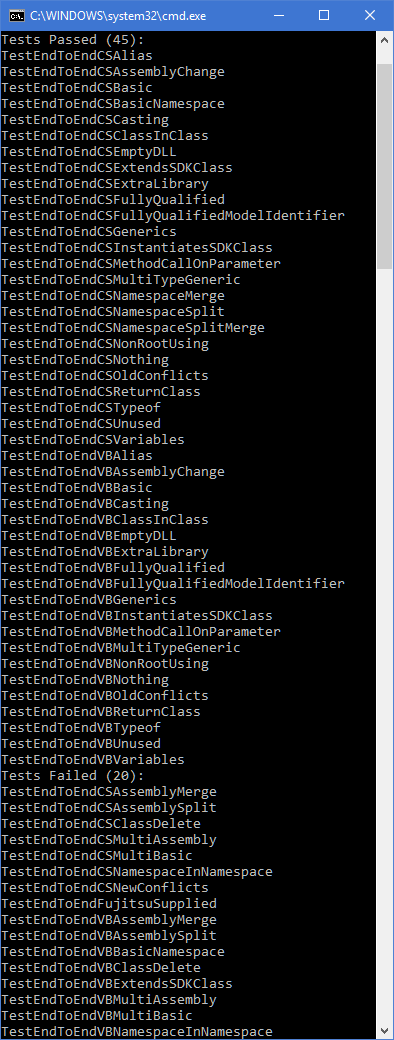 C:\WINDOWS\system32\cmd.exe
Tests Passed (45):
TestEndToEndCSAlias
TestEndToEndCSAssemblyChange
TestEndToEndCSBasic
TestEndToEndCSBasicNamespace
TestEndToEndCSCasting
TestEndToEndCSClassInClass
TestEndToEndCSEmptyDLL
TestEndToEndCSExtendsSDKClass
TestEndToEndCSExtraLibrary
TestEndToEndCSFullyQualified
TestEndToEndCSFullyQualifiedModelIdentifier
TestEndToEndCSGenerics
TestEndToEndCSInstantiatesSDKClass
TestEndToEndCSMethodCallOnParameter
TestEndToEndCSMultiTypeGeneric
TestEndToEndCSNamespaceMerge
TestEndToEndCSNamespaceSplit
TestEndToEndCSNamespaceSplitMerge
TestEndToEndCSNonRootUsing
TestEndToEndCSNothing
TestEndToEndCSOldConflicts
TestEndToEndCSReturnClass
TestEndToEndCSTypeof
TestEndToEndCSUnused
TestEndToEndCSVariables
TestEndToEndVBAlias
TestEndToEndVBAssemblyChange
TestEndToEndVBBasic
TestEndToEndVBCasting
TestEndToEndVBClassInClass
TestEndToEndVBEmptyDLL
TestEndToEndVBExtraLibrary
TestEndToEndVBFullyQualified
TestEndToEndVBFullyQualifiedModelIdentifier
TestEndToEndVBGenerics
TestEndToEndVBInstantiatesSDKClass
TestEndToEndVBMethodCallOnParameter
TestEndToEndVBMultiTypeGeneric
TestEndToEndVBNonRootUsing
TestEndToEndVBNothing
TestEndToEndVBOldConflicts
TestEndToEndVBReturnClass
TestEndToEndVBTypeof
TestEndToEndVBUnused
TestEndToEndVBVariables
Tests Failed (20):
TestEndToEndCSAssemblyMerge
TestEndToEndCSAssemblySplit
TestEndToEndCSClassDelete
TestEndToEndCSMultiAssembly
TestEndToEndCSMultiBasic
TestEndToEndCSNamespaceInNamespace
TestEndToEndCSNewConflicts
TestEndToEndFujitsuSupplied
TestEndToEndVBAssemblyMerge
TestEndToEndVBAssemblySplit
TestEndToEndVBBasicNamespace
TestEndToEndVBClassDelete
TestEndToEndVBExtendsSDKClass
TestEndToEndVBMultiAssembly
TestEndToEndVBMultiBasic
TestEndToEndVBNamespaceInNamespace